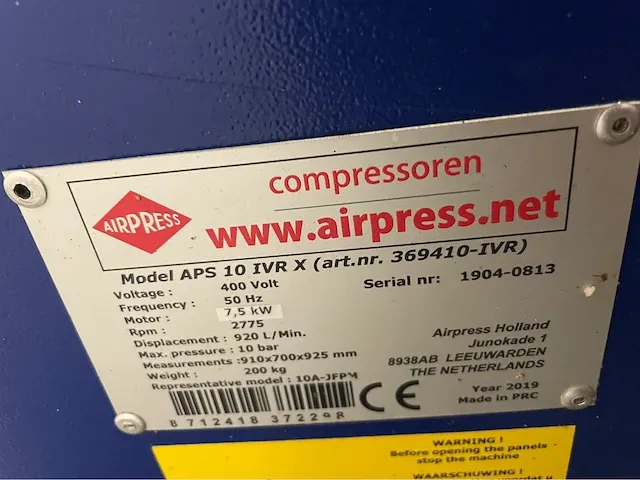 compressoren
AIRPRESS
www.airpress.net
Model APS 10 IVR X (art.nr. 369410-IVR)
Voltage : 400 Volt
Serial nr: 1904-0813
Frequency : 50 Hz
Motor : 7,5 kW
Rpm : 2775
Displacement : 920 L/Min.
Max. pressure : 10 bar
Measurements :910x700x925 mm
Weight : 200 kg
Representative model : 10A-JFPM
Airpress Holland
Junokade 1
8938AB LEEUWARDEN
THE NETHERLANDS
CE
Year 2019
Made in PRC
8 712418 372298
WARNING !
Before opening the panels
stop the machine
WAARSCHUWING !